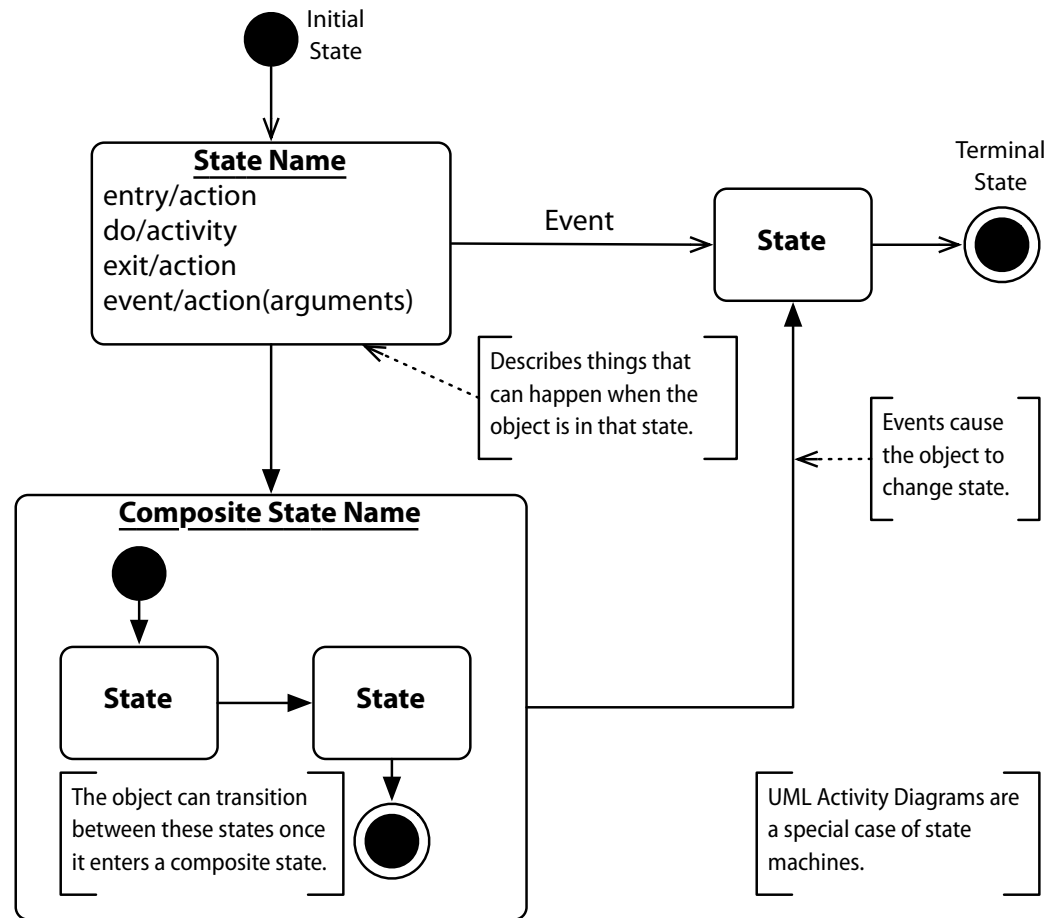 Initial
State
State Name
entry/action
do/activity
exit/action
event/action(arguments)
Event
State
Terminal
State
Describes things that
can happen when the
object is in that state.
Events cause
the object to
change state.
Composite State Name
State
State
The object can transition
between these states once
it enters a composite state.
UML Activity Diagrams are
a special case of state
machines.